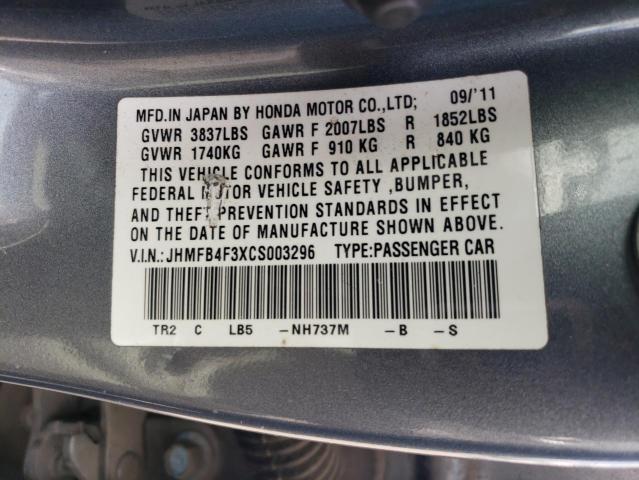 MFD.IN JAPAN BY HONDA MOTOR CO.,LTD; 09/'11
GVWR 3837LBS GAWR F 2007LBS R 1852LBS
GVWR 1740KG GAWR F 910 KG R 840 KG
THIS VEHICLE CONFORMS TO ALL APPLICABLE
FEDERAL MOTOR VEHICLE SAFETY ,BUMPER,
AND THEFT PREVENTION STANDARDS IN EFFECT
ON THE DATE OF MANUFACTURE SHOWN ABOVE.
V.I.N.: JHMFB4F3XCS003296 TYPE:PASSENGER CAR
TR2 C LB5 -NH737M -B -S